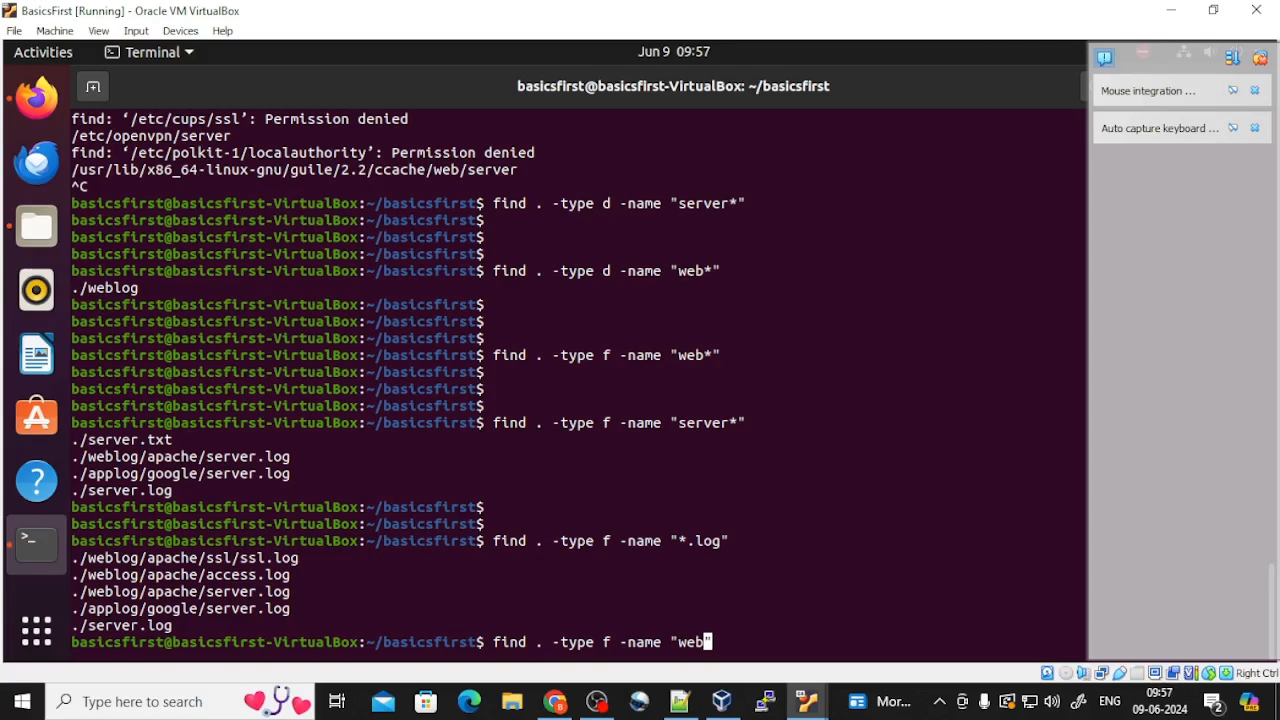 BasicsFirst [Running] - Oracle VM VirtualBox
File Machine View Input Devices Help
Activities Terminal Jun 9 09:57
basicsfirst@basicsfirst-VirtualBox: ~/basicsfirst
Mouse integration ...
Auto capture keyboard ...
find: ‘/etc/cups/ssl’: Permission denied
/etc/openvpn/server
find: ‘/etc/polkit-1/localauthority’: Permission denied
/usr/lib/x86_64-linux-gnu/guile/2.2/ccache/web/server
^C
basicsfirst@basicsfirst-VirtualBox:~/basicsfirst$ find . -type d -name "server*"
basicsfirst@basicsfirst-VirtualBox:~/basicsfirst$
basicsfirst@basicsfirst-VirtualBox:~/basicsfirst$
basicsfirst@basicsfirst-VirtualBox:~/basicsfirst$
basicsfirst@basicsfirst-VirtualBox:~/basicsfirst$ find . -type d -name "web*"
./weblog
basicsfirst@basicsfirst-VirtualBox:~/basicsfirst$
basicsfirst@basicsfirst-VirtualBox:~/basicsfirst$
basicsfirst@basicsfirst-VirtualBox:~/basicsfirst$
basicsfirst@basicsfirst-VirtualBox:~/basicsfirst$ find . -type f -name "web*"
basicsfirst@basicsfirst-VirtualBox:~/basicsfirst$
basicsfirst@basicsfirst-VirtualBox:~/basicsfirst$
basicsfirst@basicsfirst-VirtualBox:~/basicsfirst$
basicsfirst@basicsfirst-VirtualBox:~/basicsfirst$ find . -type f -name "server*"
./server.txt
./weblog/apache/server.log
./applog/google/server.log
./server.log
basicsfirst@basicsfirst-VirtualBox:~/basicsfirst$
basicsfirst@basicsfirst-VirtualBox:~/basicsfirst$
basicsfirst@basicsfirst-VirtualBox:~/basicsfirst$ find . -type f -name "*.log"
./weblog/apache/ssl/ssl.log
./weblog/apache/access.log
./weblog/apache/server.log
./applog/google/server.log
./server.log
basicsfirst@basicsfirst-VirtualBox:~/basicsfirst$ find . -type f -name "web"
Right Ctrl
Type here to search
Mor...
ENG
09:57
09-06-2024
2